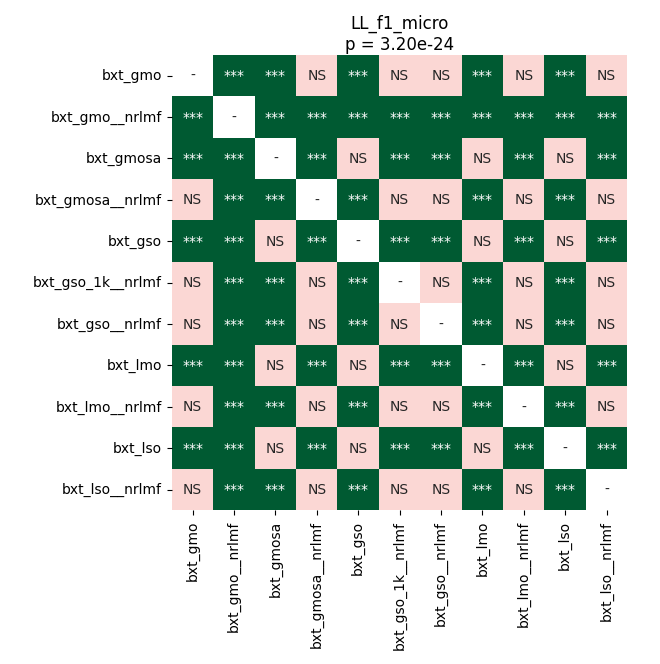 LL_f1_micro
p = 3.20e-24
bxt_gmo - *** *** NS *** NS NS *** NS *** NS
bxt_gmo__nrlmf *** - *** *** *** *** *** *** *** *** ***
bxt_gmosa *** *** - *** NS *** *** NS *** NS ***
bxt_gmosa__nrlmf NS *** *** - *** NS NS *** NS *** NS
bxt_gso *** *** NS *** - *** *** NS *** NS ***
bxt_gso_1k__nrlmf NS *** *** NS *** - NS *** NS *** NS
bxt_gso__nrlmf NS *** *** NS *** NS - *** NS *** NS
bxt_lmo *** *** NS *** NS *** *** - *** NS ***
bxt_lmo__nrlmf NS *** *** NS *** NS NS *** - *** NS
bxt_lso *** *** NS *** NS *** *** NS *** - ***
bxt_lso__nrlmf NS *** *** NS *** NS NS *** NS *** -
bxt_gmo
bxt_gmo__nrlmf
bxt_gmosa
bxt_gmosa__nrlmf
bxt_gso
bxt_gso_1k__nrlmf
bxt_gso__nrlmf
bxt_lmo
bxt_lmo__nrlmf
bxt_lso
bxt_lso__nrlmf